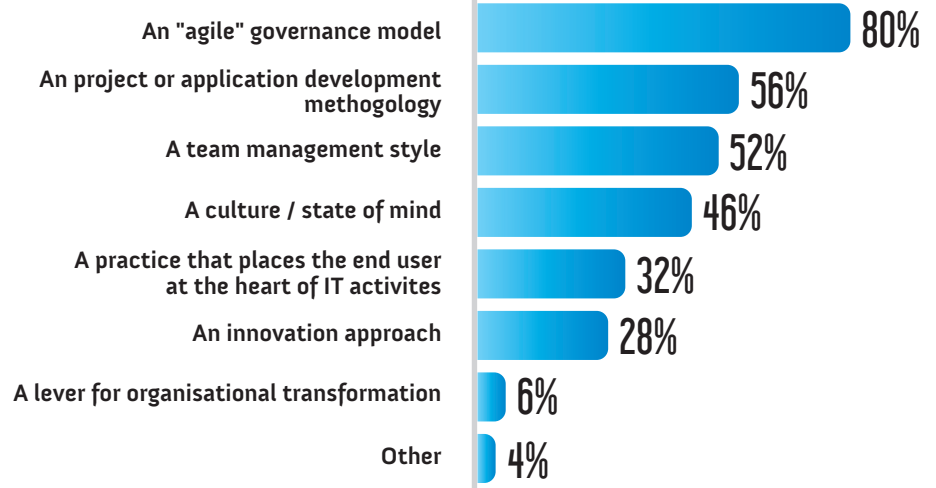 An "agile" governance model
80%
An project or application development
methogology
56%
A team management style
52%
A culture / state of mind
46%
A practice that places the end user
at the heart of IT activites
32%
An innovation approach
28%
A lever for organisational transformation
6%
Other
4%